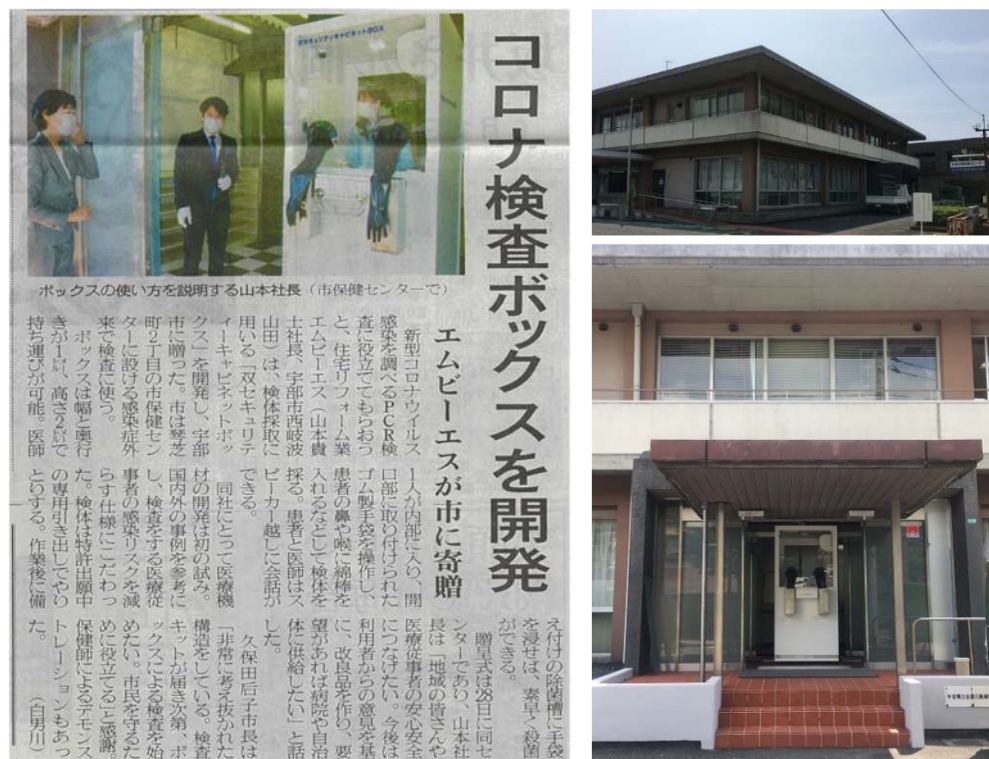 コロナ検査ボックスを開発
エムビーエスが市に寄贈
ボックスの使い方を説明する山本社長(市保健センターで)
新型コロナウイルス
感染を調べるPCR検
査に役立ててもらおう
と、住宅リフォーム業
エムビーエス(山本貴
士社長、宇部市西岐波
山田)は、検体採取に
用いる「双セキュリテ
ィーキャビネットボッ
クス」を開発し、宇部
市に贈った。市は琴芝
町2丁目の市保健セン
ターに設ける感染症外
来で検査に使う。
ボックスは幅と奥行
きが1㍍、高さ2㍍で
持ち運びが可能。医師
1人が内部に入り、開
口部に取り付けられた
ゴム製手袋を操作し、
患者の鼻や喉に綿棒を
入れるなどして検体を
採る。患者と医師はス
ピーカー越しに会話が
できる。
同社にとって医療機
材の開発は初の試み。
国内外の事例を参考に
し、検査をする医療従
事者の感染リスクを減
らす仕様にこだわっ
た。検体は特許出願中
の専用引き出しでやり
とりする。作業後に備
え付けの除菌槽に手袋
を浸せば、素早く殺菌
ができる。
贈呈式は28日に同セ
ンターであり、山本社
長は「地域の皆さんや
医療従事者の安心安全
につなげたい。今後は
利用者からの意見を基
に、改良品を作り、要
望があれば病院や自治
体に供給したい」と話
した。
久保田后子市長は
「非常に考え抜かれた
構造をしている。検査
キットが届き次第、ボ
ックスによる検査を始
めたい。市民を守るた
めに役立てる」と感謝。
保健師によるデモンス
トレーションもあっ
た。(白男川)